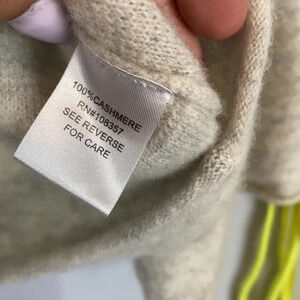 100%CASHMERE
RN#108357
SEE REVERSE
FOR CARE